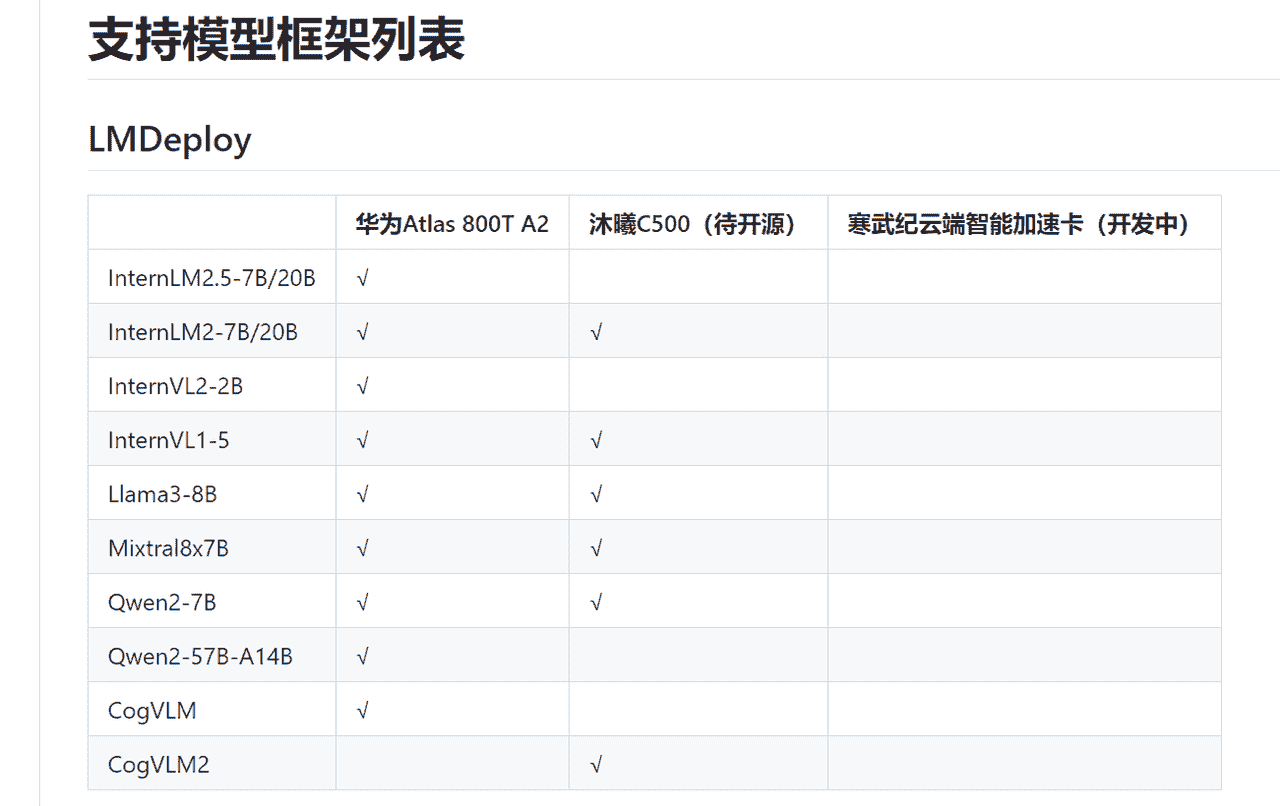 支持模型框架列表
LMDeploy
华为Atlas 800T A2 沐曦C500（待开源） 寒武纪云端智能加速卡（开发中）
InternLM2.5-7B/20B √
InternLM2-7B/20B √ √
InternVL2-2B √
InternVL1-5 √ √
Llama3-8B √ √
Mixtral8x7B √ √
Qwen2-7B √ √
Qwen2-57B-A14B √
CogVLM √
CogVLM2 √